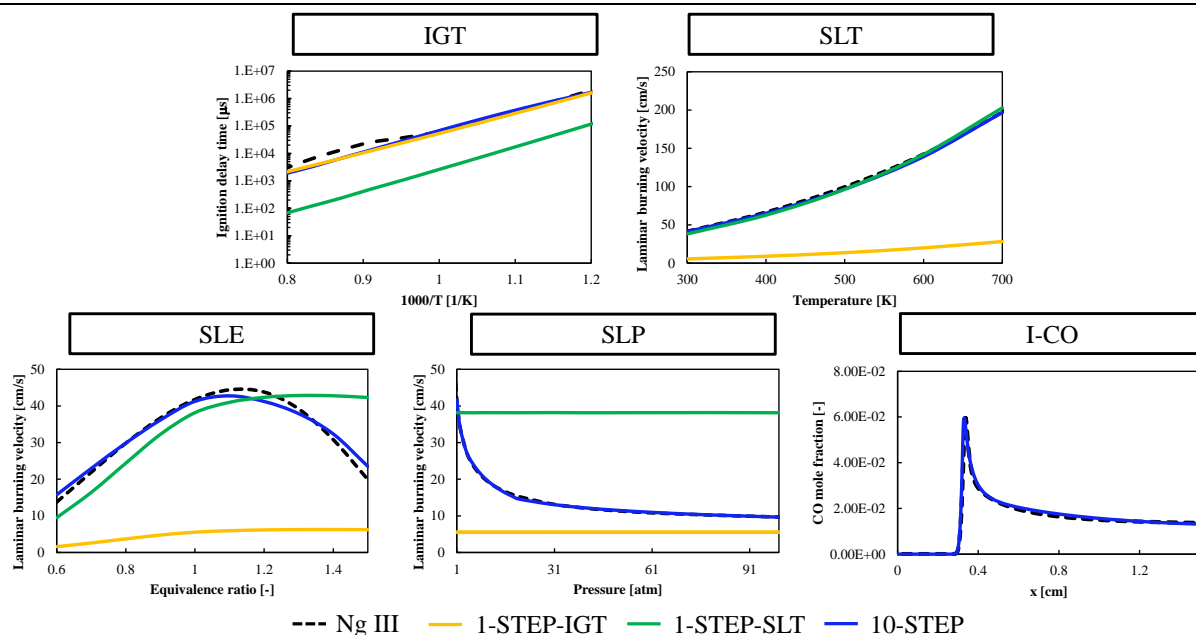 IGT
SLT
Ignition delay time [µs]
1.E+07
1.E+06
1.E+05
1.E+04
1.E+03
1.E+02
1.E+01
1.E+00
0.8
0.9
1
1.1
1.2
1000/T [1/K]
Laminar burning velocity [cm/s]
250
200
150
100
50
0
300
400
500
600
700
Temperature [K]
SLE
SLP
I-CO
Laminar burning velocity [cm/s]
50
40
30
20
10
0
0.6
0.8
1
1.2
1.4
Equivalence ratio [-]
Laminar burning velocity [cm/s]
50
40
30
20
10
0
1
31
61
91
Pressure [atm]
CO mole fraction [-]
8.00E-02
6.00E-02
4.00E-02
2.00E-02
0.00E+00
0
0.4
0.8
1.2
x [cm]
Ng III
1-STEP-IGT
1-STEP-SLT
10-STEP